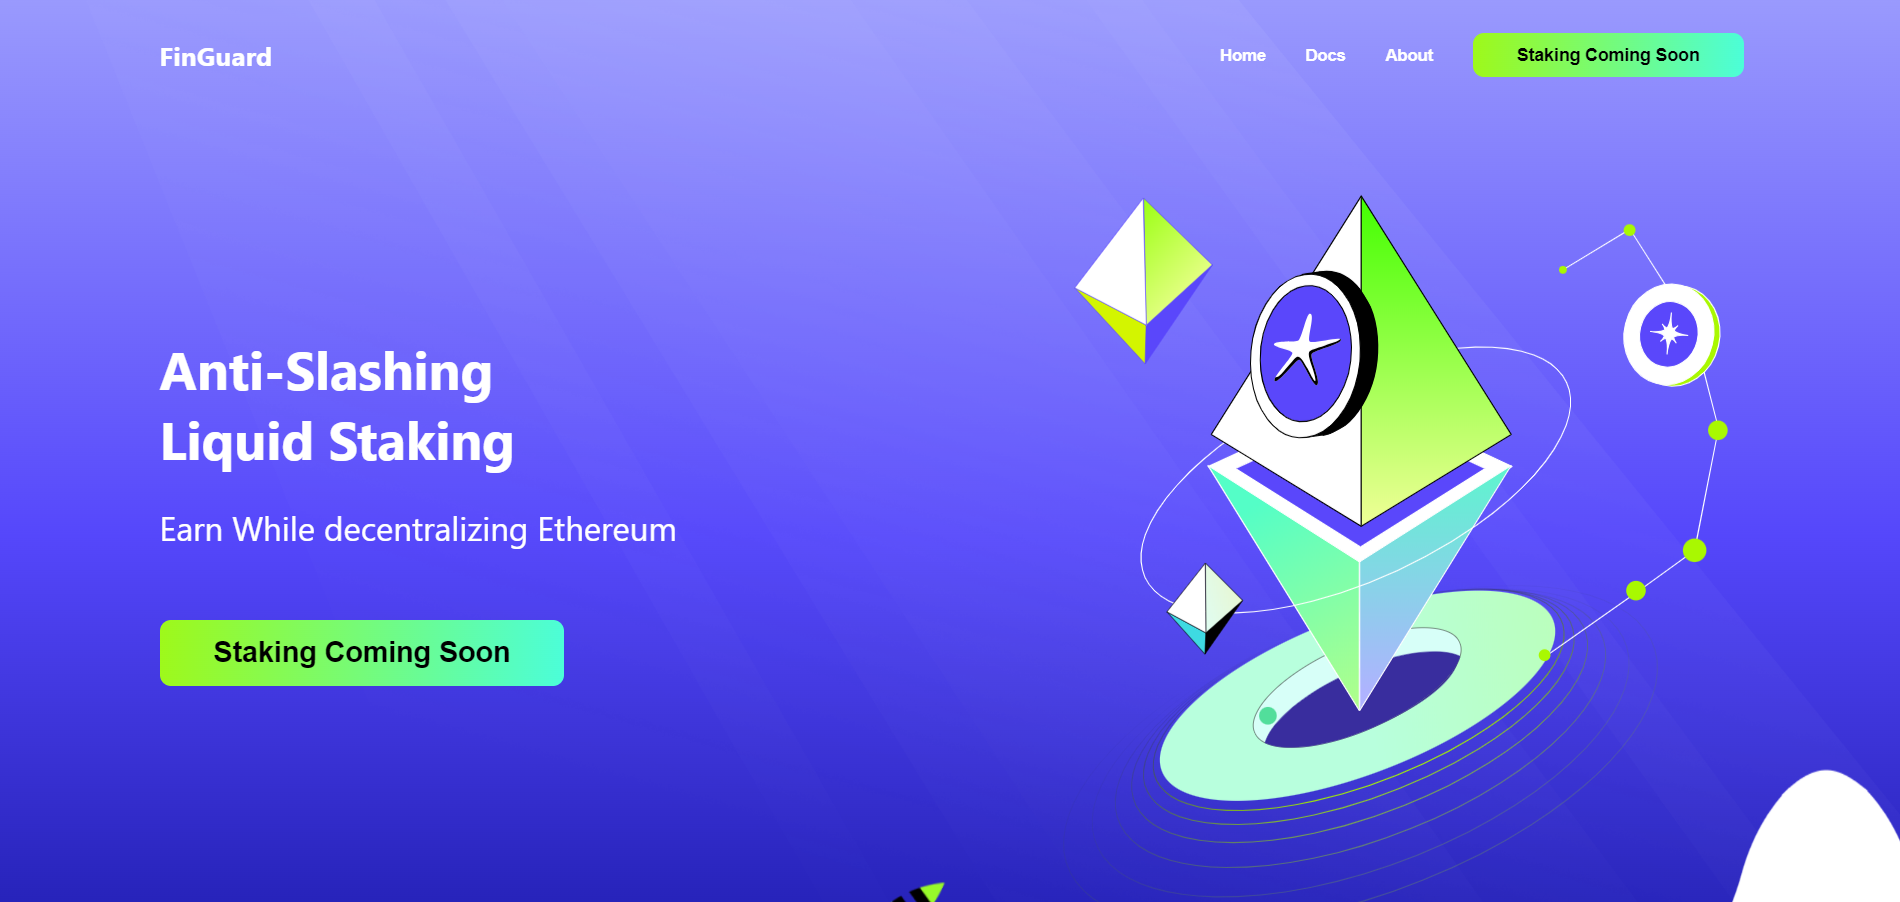 FinGuard
Home
Docs
About
Staking Coming Soon
Anti-Slashing
Liquid Staking
Earn While decentralizing Ethereum
Staking Coming Soon